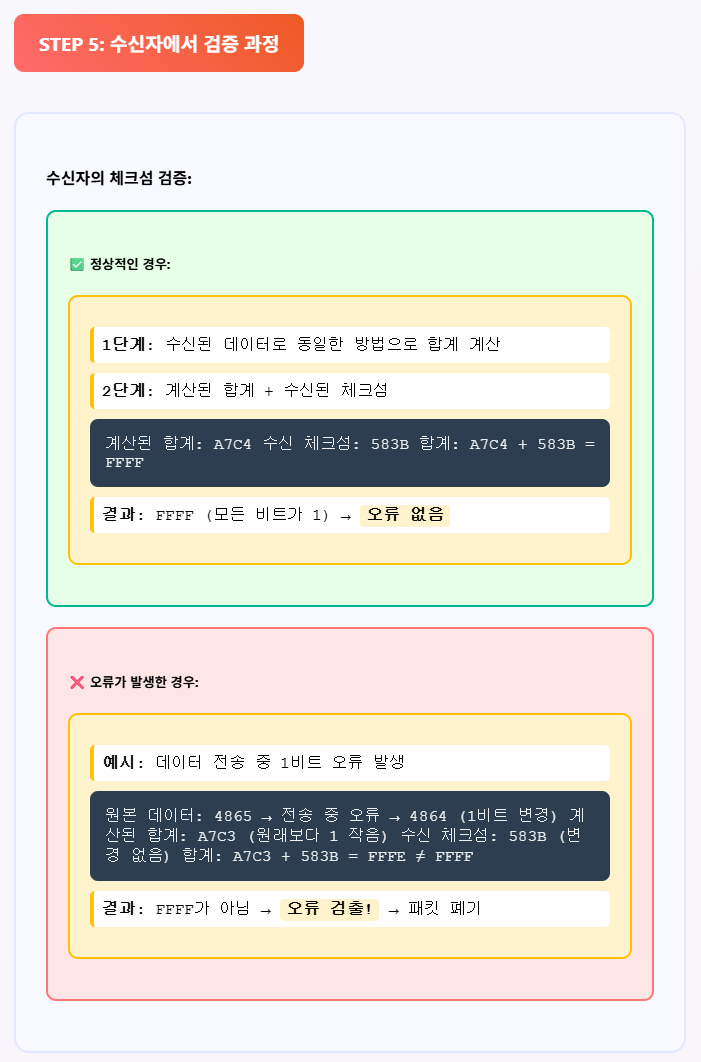 STEP 5: 수신자에서 검증 과정
수신자의 체크섬 검증:
✅ 정상적인 경우:
1단계: 수신된 데이터로 동일한 방법으로 합계 계산
2단계: 계산된 합계 + 수신된 체크섬
계산된 합계: A7C4 수신 체크섬: 583B 합계: A7C4 + 583B =
FFFF
결과: FFFF (모든 비트가 1) → 오류 없음
❌ 오류가 발생한 경우:
예시: 데이터 전송 중 1비트 오류 발생
원본 데이터: 4865 → 전송 중 오류 → 4864 (1비트 변경) 계
산된 합계: A7C3 (원래보다 1 작음) 수신 체크섬: 583B (변
경 없음) 합계: A7C3 + 583B = FFFE ≠ FFFF
결과: FFFF가 아님 → 오류 검출! → 패킷 폐기